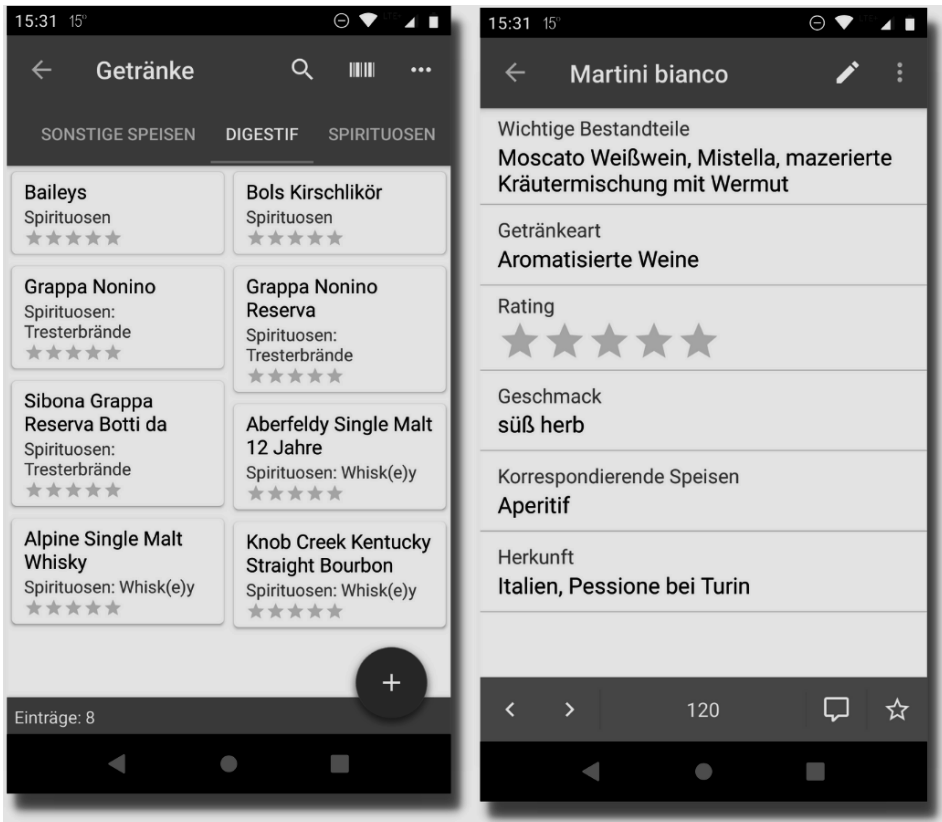 15:31 15°
Getränke
SONSTIGE SPEISEN DIGESTIF SPIRITUOSEN
Baileys
Spirituosen
Bols Kirschlikör
Spirituosen
Grappa Nonino
Spirituosen:
Tresterbrände
Grappa Nonino
Reserva
Spirituosen:
Tresterbrände
Sibona Grappa
Reserva Botti da
Spirituosen:
Tresterbrände
Aberfeldy Single Malt
12 Jahre
Spirituosen: Whisk(e)y
Alpine Single Malt
Whisky
Spirituosen: Whisk(e)y
Knob Creek Kentucky
Straight Bourbon
Spirituosen: Whisk(e)y
+
Einträge: 8
15:31 15°
Martini bianco
Wichtige Bestandteile
Moscato Weißwein, Mistella, mazerierte
Kräutermischung mit Wermut
Getränkeart
Aromatisierte Weine
Rating
Geschmack
süß herb
Korrespondierende Speisen
Aperitif
Herkunft
Italien, Pessione bei Turin
120